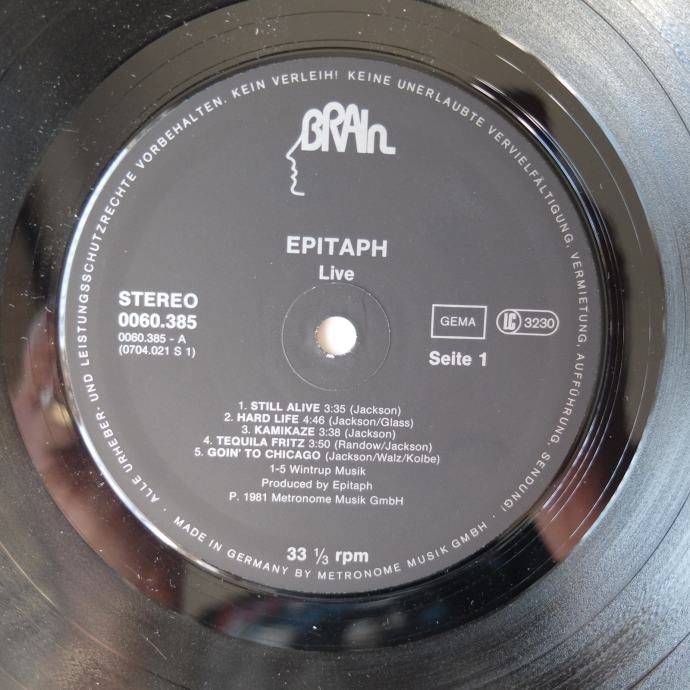 ALLE URHEBER- UND LEISTUNGSSCHUTZRECHTE VORBEHALTEN. KEIN VERLEIH! KEINE UNERLAUBTE VERVIELFÄLTIGUNG, VERMIETUNG, AUFFÜHRUNG, SENDUNG!
BRAIN
EPITAPH
Live
STEREO
0060.385
0060.385 - A
(0704.021 S 1)
GEMA
LC 3230
Seite 1
1. STILL ALIVE 3:35 (Jackson)
2. HARD LIFE 4:46 (Jackson/Glass)
3. KAMIKAZE 3:38 (Jackson)
4. TEQUILA FRITZ 3:50 (Randow/Jackson)
5. GOIN' TO CHICAGO (Jackson/Walz/Kolbe)
1-5 Wintrup Musik
Produced by Epitaph
P. 1981 Metronome Musik GmbH
33 1/3 rpm
· MADE IN GERMANY BY METRONOME MUSIK GMBH ·